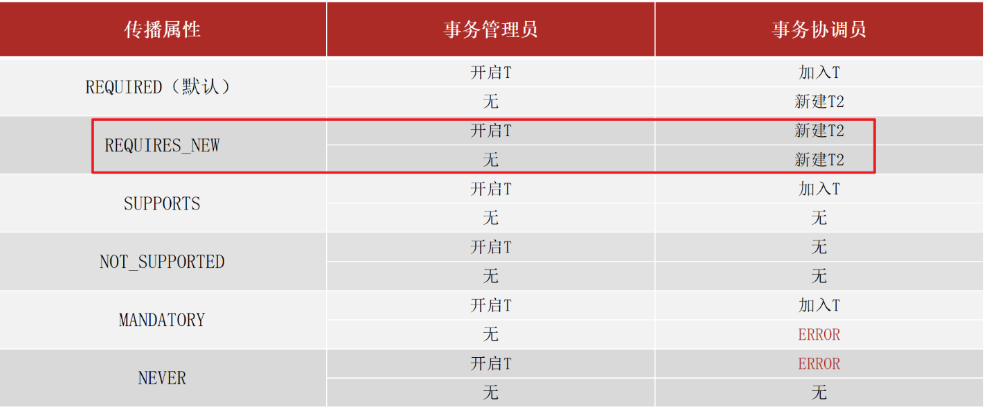 传播属性 事务管理员 事务协调员
REQUIRED（默认） 开启T 加入T
无 新建T2
REQUIRES_NEW 开启T 新建T2
无 新建T2
SUPPORTS 开启T 加入T
无 无
NOT_SUPPORTED 开启T 无
无 无
MANDATORY 开启T 加入T
无 ERROR
NEVER 开启T ERROR
无 无